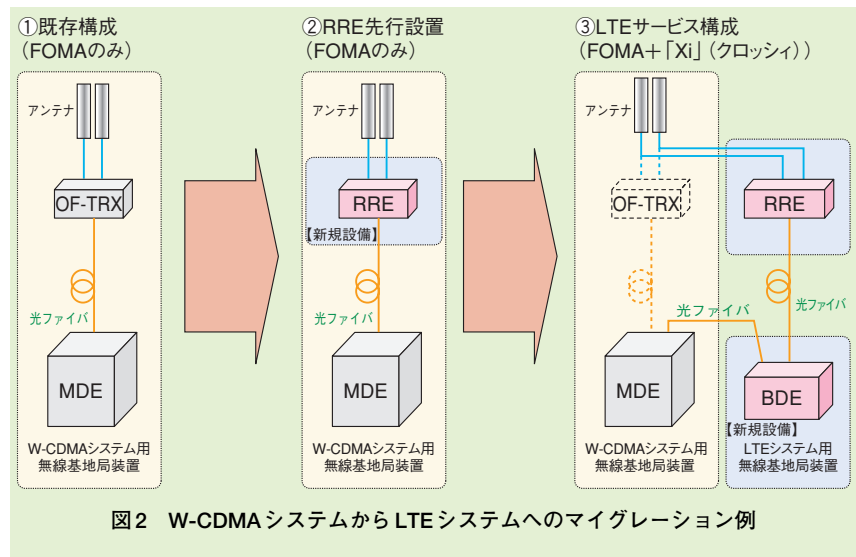 ①既存構成
（FOMAのみ）
アンテナ
OF-TRX
光ファイバ
MDE
W-CDMAシステム用
無線基地局装置
②RRE先行設置
（FOMAのみ）
アンテナ
RRE
【新規設備】
光ファイバ
MDE
W-CDMAシステム用
無線基地局装置
③LTEサービス構成
（FOMA＋「Xi」（クロッシィ））
アンテナ
OF-TRX
RRE
光ファイバ
光ファイバ
MDE
BDE
【新規設備】
W-CDMAシステム用
無線基地局装置
LTEシステム用
無線基地局装置
図2　W-CDMAシステムからLTEシステムへのマイグレーション例